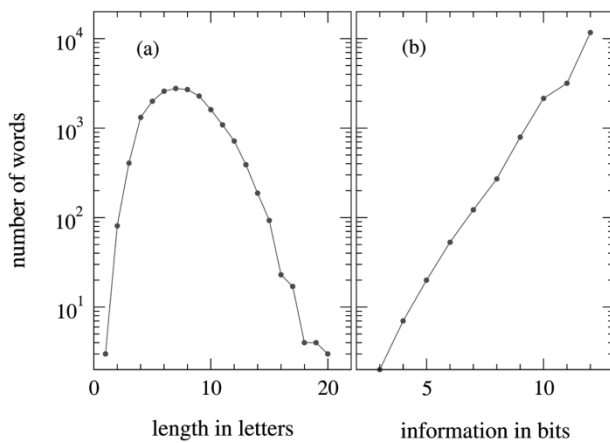 (a) (b)
10^4
10^3
10^2
10^1
number of words
0 10 20 5 10
length in letters information in bits